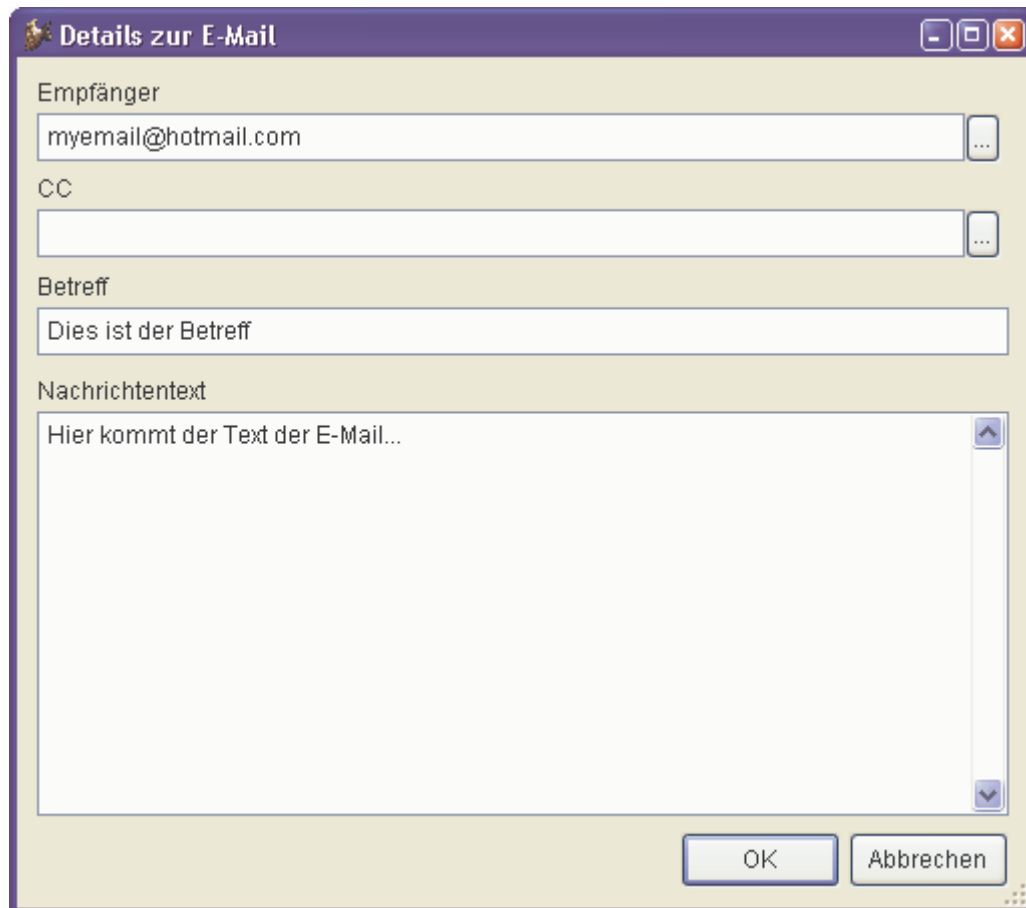 Details zur E-Mail
Empfänger
myemail@hotmail.com
...
CC
...
Betreff
Dies ist der Betreff
Nachrichtentext
Hier kommt der Text der E-Mail...
OK
Abbrechen